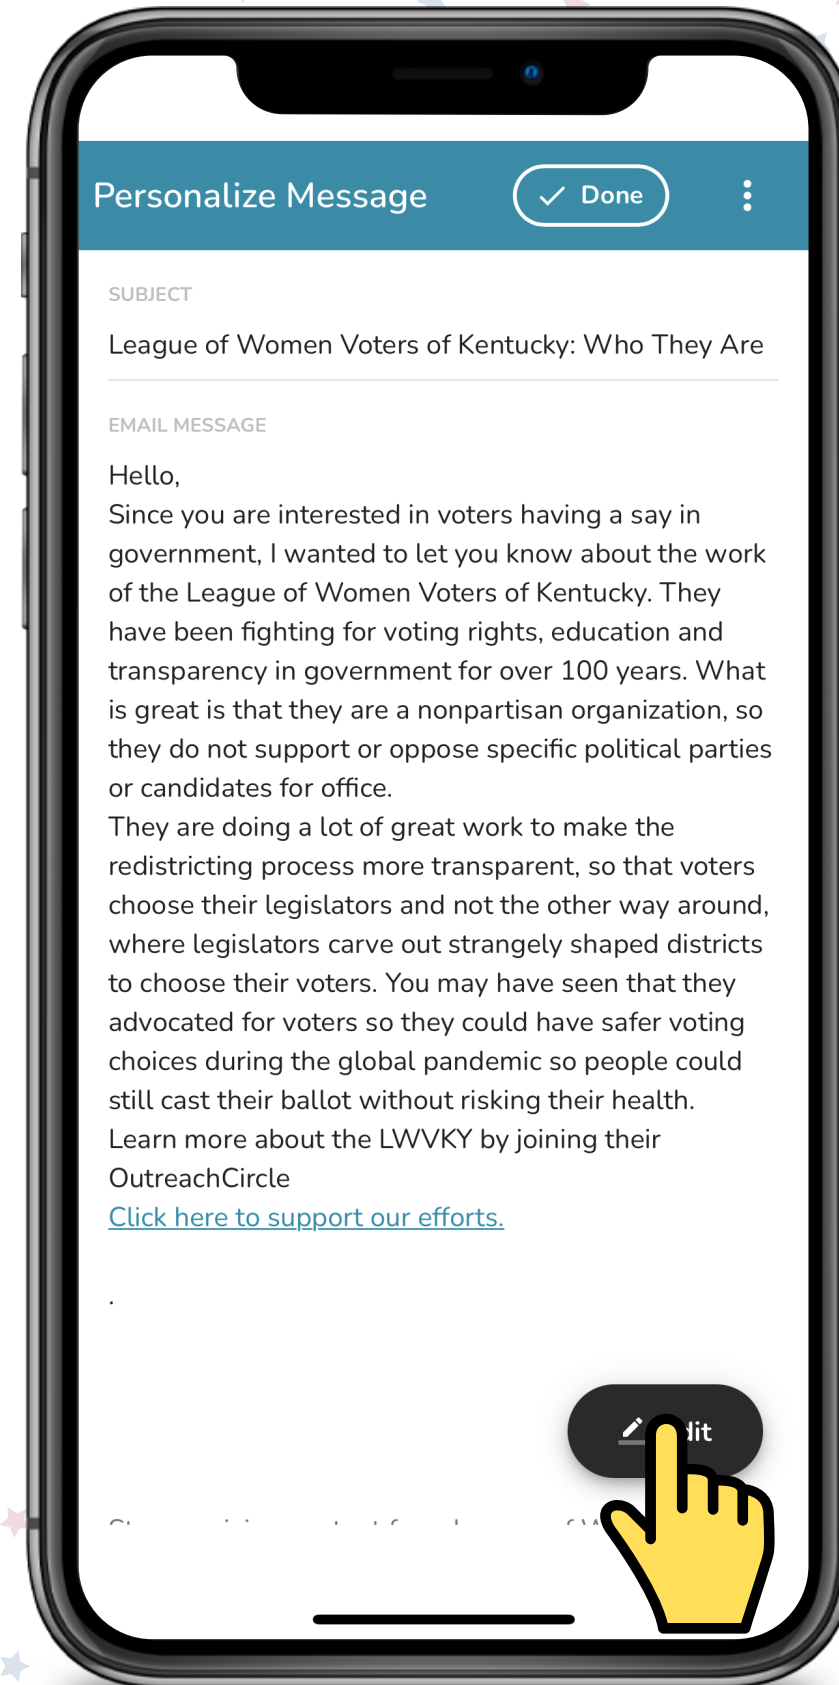 Personalize Message
Done
SUBJECT
League of Women Voters of Kentucky: Who They Are
EMAIL MESSAGE
Hello,
Since you are interested in voters having a say in
government, I wanted to let you know about the work
of the League of Women Voters of Kentucky. They
have been fighting for voting rights, education and
transparency in government for over 100 years. What
is great is that they are a nonpartisan organization, so
they do not support or oppose specific political parties
or candidates for office.
They are doing a lot of great work to make the
redistricting process more transparent, so that voters
choose their legislators and not the other way around,
where legislators carve out strangely shaped districts
to choose their voters. You may have seen that they
advocated for voters so they could have safer voting
choices during the global pandemic so people could
still cast their ballot without risking their health.
Learn more about the LWVKY by joining their
OutreachCircle
Click here to support our efforts.
.